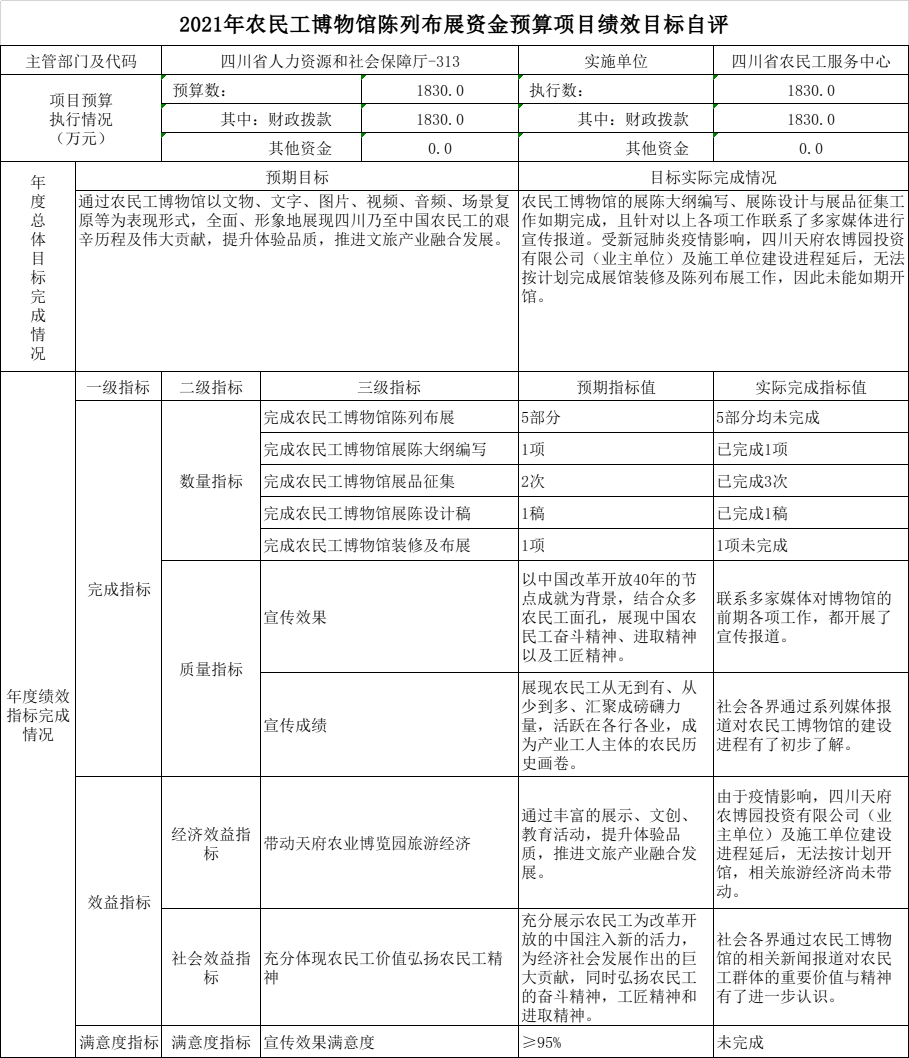 2021年农民工博物馆陈列布展资金预算项目绩效目标自评
主管部门及代码
四川省人力资源和社会保障厅-313
实施单位
四川省农民工服务中心
项目预算
执行情况
（万元）
预算数：
1830.0
执行数：
1830.0
其中：财政拨款
1830.0
其中：财政拨款
1830.0
其他资金
0.0
其他资金
0.0
年
度
总
体
目
标
完
成
情
况
预期目标
目标实际完成情况
通过农民工博物馆以文物、文字、图片、视频、音频、场景复
原等为表现形式，全面、形象地展现四川乃至中国农民工的艰
辛历程及伟大贡献，提升体验品质，推进文旅产业融合发展。
农民工博物馆的展陈大纲编写、展陈设计与展品征集工
作如期完成，且针对以上各项工作联系了多家媒体进行
宣传报道。受新冠肺炎疫情影响，四川天府农博园投资
有限公司（业主单位）及施工单位建设进程延后，无法
按计划完成展馆装修及陈列布展工作，因此未能如期开
馆。
年度绩效
指标完成
情况
一级指标
二级指标
三级指标
预期指标值
实际完成指标值
完成指标
数量指标
完成农民工博物馆陈列布展
5部分
5部分均未完成
完成农民工博物馆展陈大纲编写
1项
已完成1项
完成农民工博物馆展品征集
2次
已完成3次
完成农民工博物馆展陈设计稿
1稿
已完成1稿
完成农民工博物馆装修及布展
1项
1项未完成
质量指标
宣传效果
以中国改革开放40年的节
点成就为背景，结合众多
农民工面孔，展现中国农
民工奋斗精神、进取精神
以及工匠精神。
联系多家媒体对博物馆的
前期各项工作，都开展了
宣传报道。
宣传成绩
展现农民工从无到有、从
少到多、汇聚成磅礴力
量，活跃在各行各业，成
为产业工人主体的农民历
史画卷。
社会各界通过系列媒体报
道对农民工博物馆的建设
进程有了初步了解。
效益指标
经济效益指
标
带动天府农业博览园旅游经济
通过丰富的展示、文创、
教育活动，提升体验品
质，推进文旅产业融合发
展。
由于疫情影响，四川天府
农博园投资有限公司（业
主单位）及施工单位建设
进程延后，无法按计划开
馆，相关旅游经济尚未带
动。
社会效益指
标
充分体现农民工价值弘扬农民工精
神
充分展示农民工为改革开
放的中国注入新的活力，
为经济社会发展作出的巨
大贡献，同时弘扬农民工
的奋斗精神，工匠精神和
进取精神。
社会各界通过农民工博物
馆的相关新闻报道对农民
工群体的重要价值与精神
有了进一步认识。
满意度指标
满意度指标
宣传效果满意度
≥95%
未完成